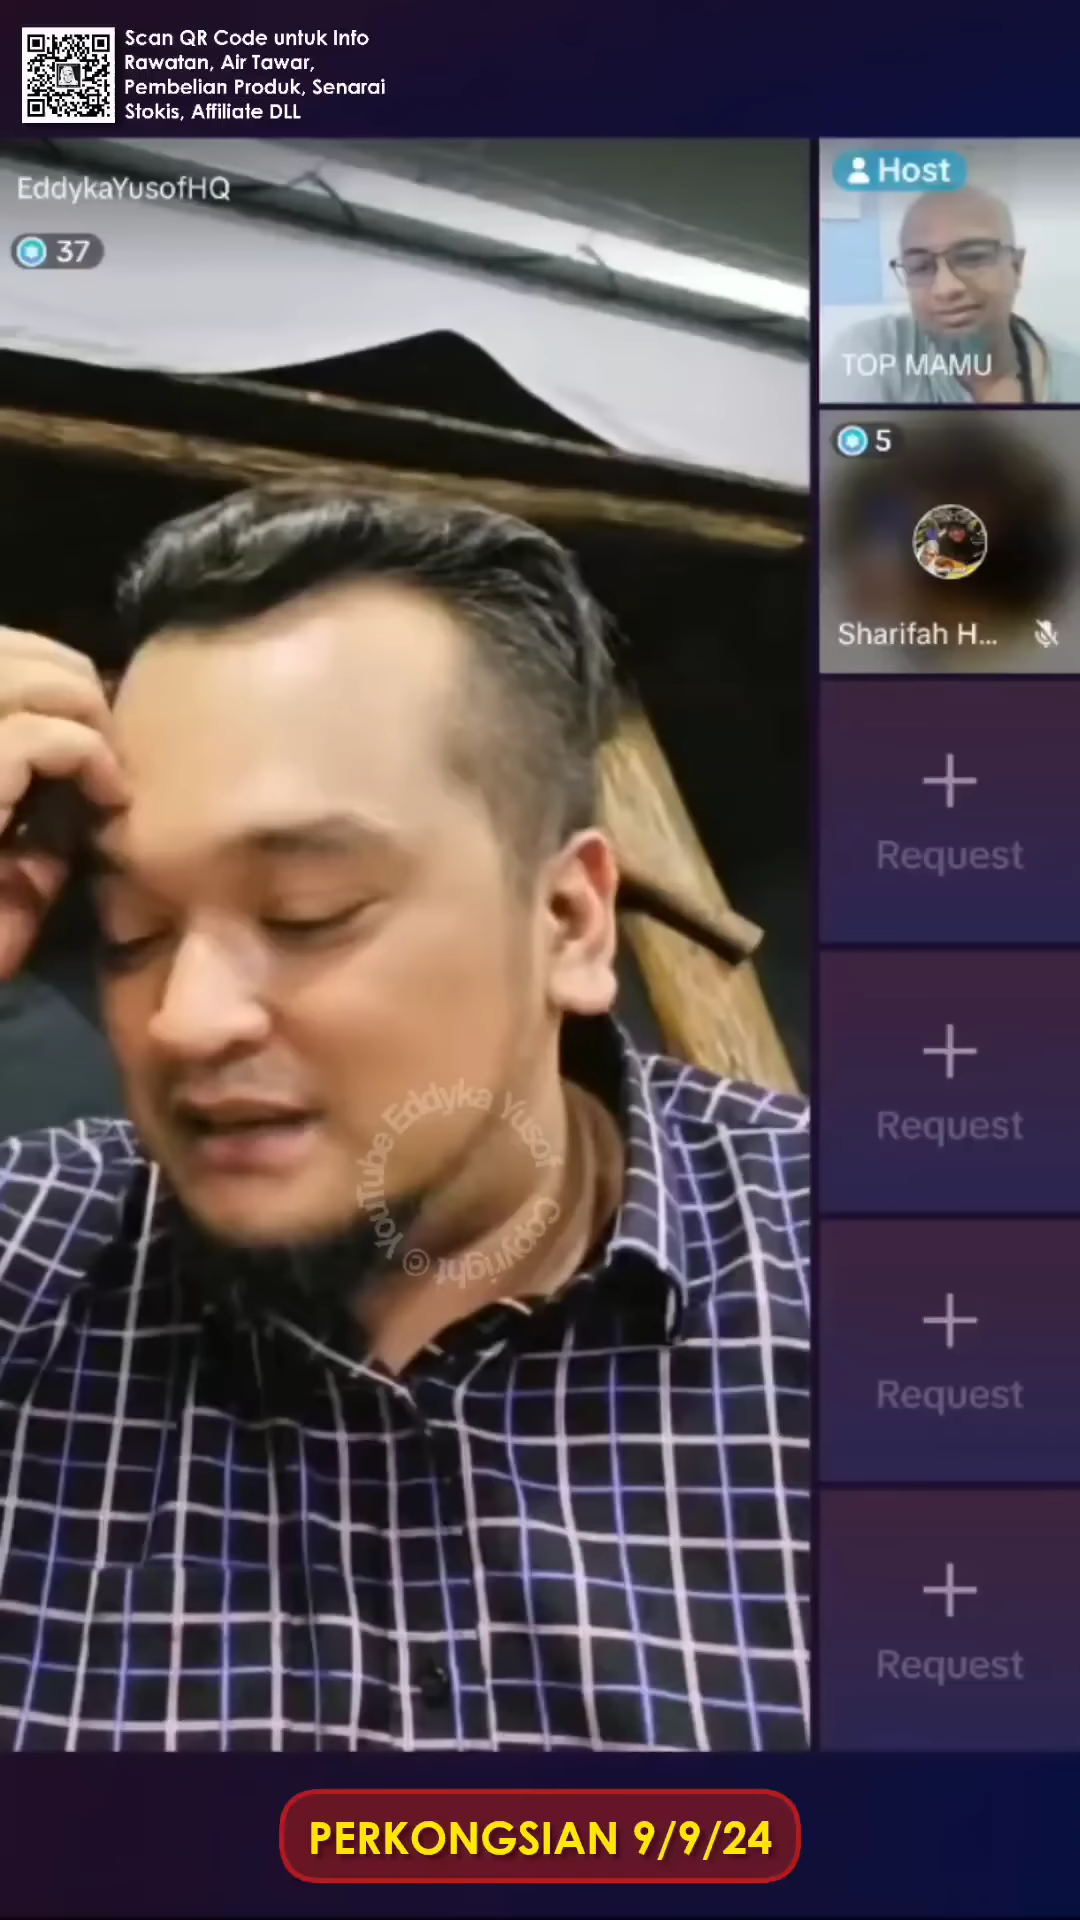 Scan QR Code untuk Info
Rawatan, Air Tawar,
Pembelian Produk, Senarai
Stokis, Affiliate DLL
EddykaYusofHQ
37
Host
TOP MAMU
5
Sharifah H...
Request
Request
Request
Request
YouTube Eddyka Yusof Copyright ©
PERKONGSIAN 9/9/24